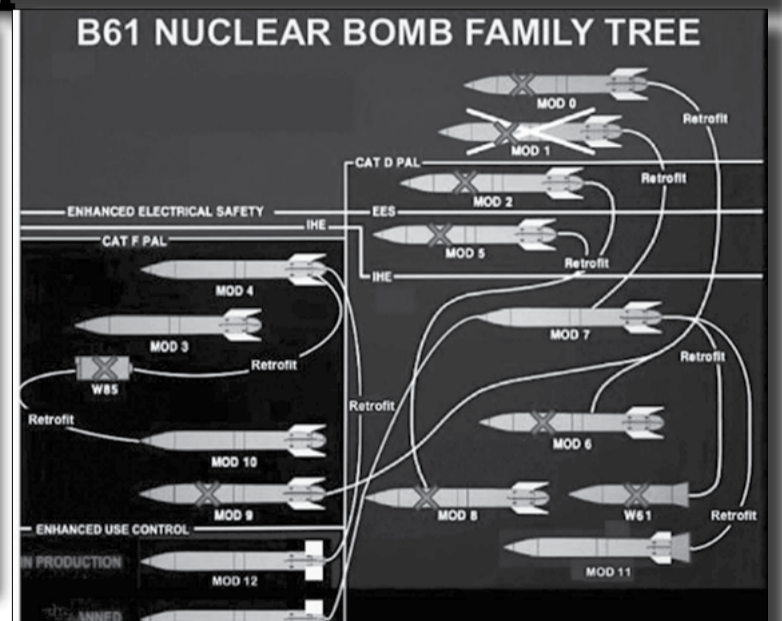 B61 NUCLEAR BOMB FAMILY TREE
MOD 0
Retrofit
MOD 1
CAT D PAL
Retrofit
MOD 2
ENHANCED ELECTRICAL SAFETY
EES
IHE
CAT F PAL
MOD 5
Retrofit
IHE
MOD 4
MOD 7
MOD 3
Retrofit
Retrofit
W85
Retrofit
Retrofit
MOD 6
MOD 10
MOD 9
MOD 8
W61
Retrofit
ENHANCED USE CONTROL
IN PRODUCTION
MOD 12
MOD 11